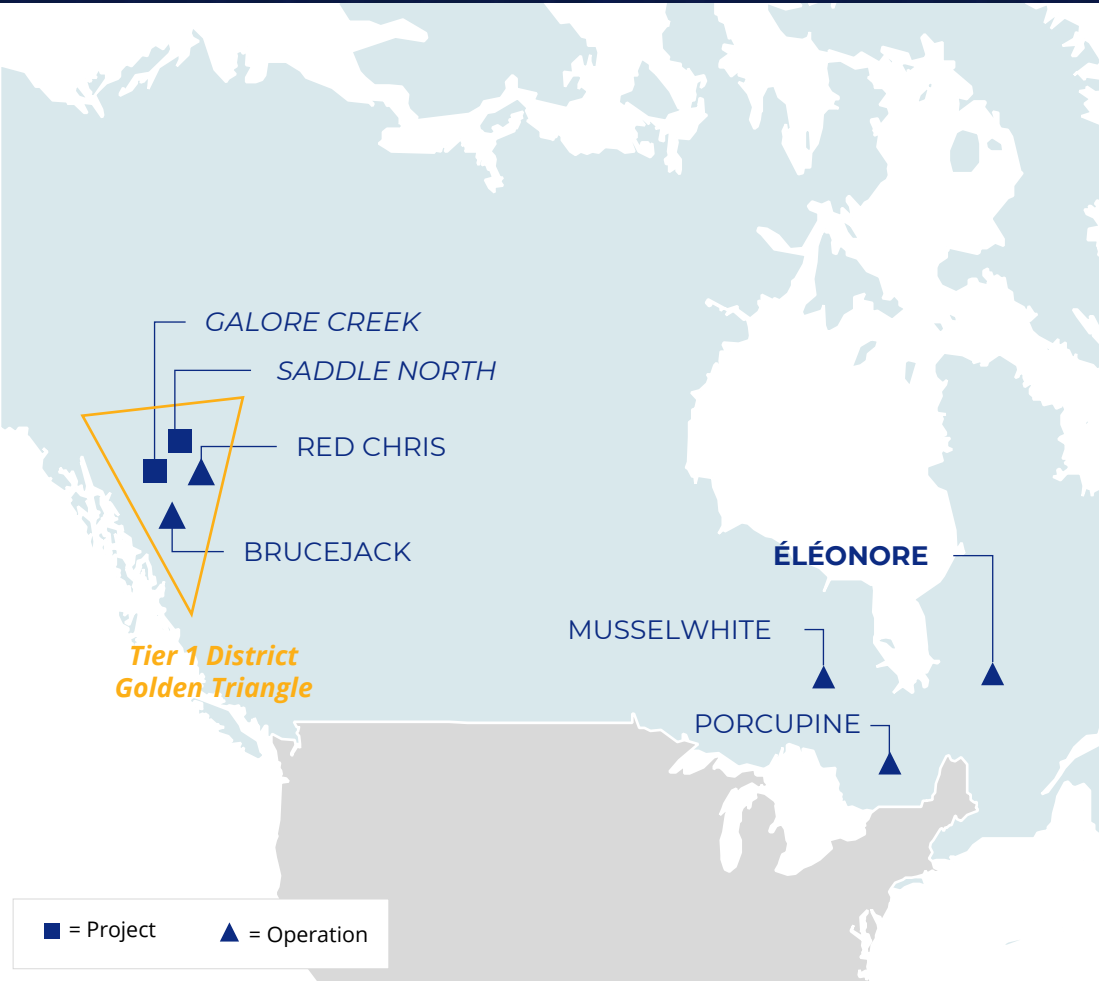 GALORE CREEK
SADDLE NORTH
RED CHRIS
BRUCEJACK
ÉLÉONORE
MUSSELWHITE
Tier 1 District
Golden Triangle
PORCUPINE
= Project
= Operation